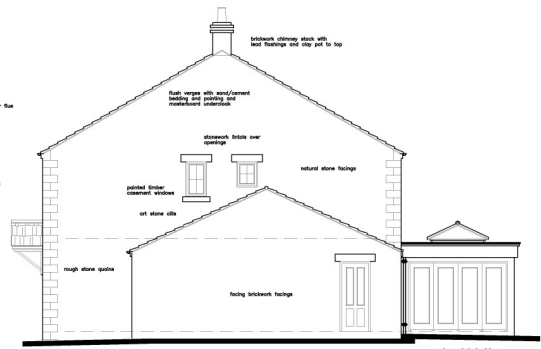 brickwork chimney stack with
lead flashings and clay pot to top
flush verges with sand/cement
bedding and pointing and
masterboard undercloak
flue
stonework lintols over
openings
natural stone facings
painted timber
casement windows
art stone cills
rough stone quoins
facing brickwork facings